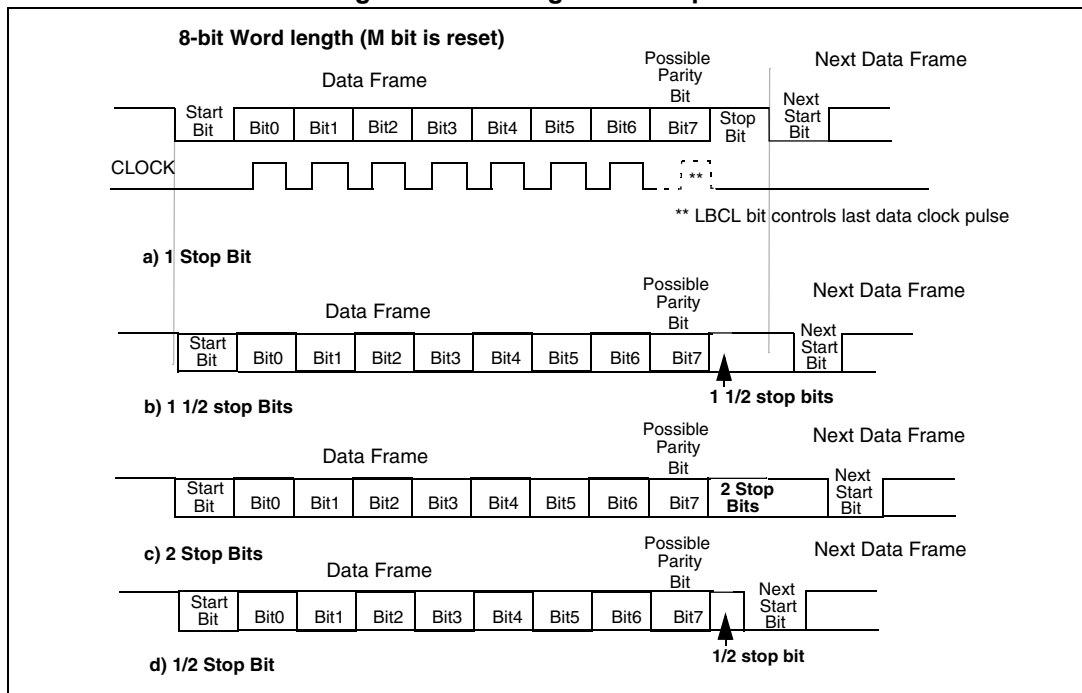 8-bit Word length (M bit is reset)
Possible
Parity
Bit
Next Data Frame
Data Frame
Start
Bit
Bit0
Bit1
Bit2
Bit3
Bit4
Bit5
Bit6
Bit7
Stop
Bit
Next
Start
Bit
CLOCK
**
** LBCL bit controls last data clock pulse
a) 1 Stop Bit
Possible
Parity
Bit
Next Data Frame
Data Frame
Start
Bit
Bit0
Bit1
Bit2
Bit3
Bit4
Bit5
Bit6
Bit7
Next
Start
Bit
1 1/2 stop bits
b) 1 1/2 stop Bits
Possible
Parity
Bit
Next Data Frame
Data Frame
Start
Bit
Bit0
Bit1
Bit2
Bit3
Bit4
Bit5
Bit6
Bit7
2 Stop
Bits
Next
Start
Bit
c) 2 Stop Bits
Possible
Parity
Bit
Next Data Frame
Data Frame
Start
Bit
Bit0
Bit1
Bit2
Bit3
Bit4
Bit5
Bit6
Bit7
Next
Start
Bit
1/2 stop bit
d) 1/2 Stop Bit